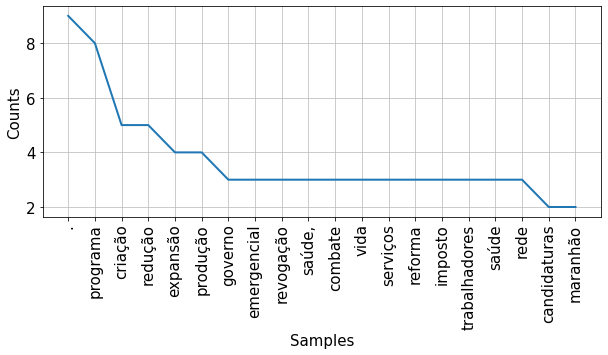 Counts
8
6
4
2
.
programa
criação
redução
expansão
produção
governo
emergencial
revogação
saúde,
combate
vida
serviços
reforma
imposto
trabalhadores
saúde
rede
candidaturas
maranhão
Samples